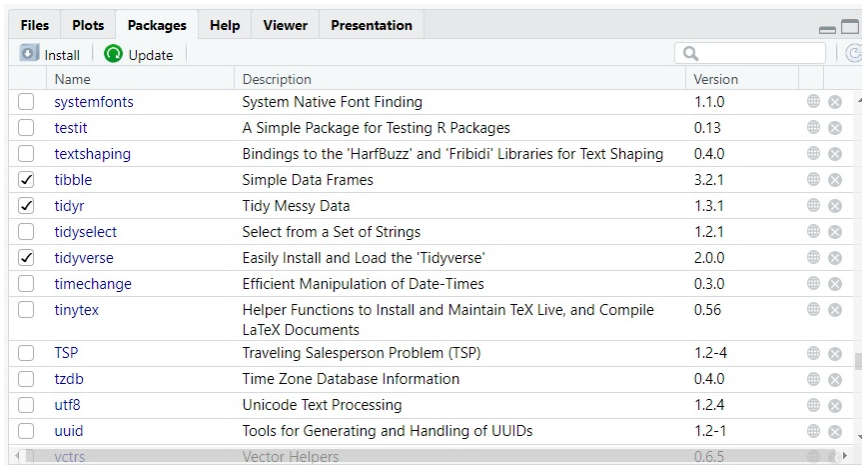 Files Plots Packages Help Viewer Presentation
Install Update
Name Description Version
systemfonts System Native Font Finding 1.1.0
testit A Simple Package for Testing R Packages 0.13
textshaping Bindings to the 'HarfBuzz' and 'Fribidi' Libraries for Text Shaping 0.4.0
tibble Simple Data Frames 3.2.1
tidyr Tidy Messy Data 1.3.1
tidyselect Select from a Set of Strings 1.2.1
tidyverse Easily Install and Load the 'Tidyverse' 2.0.0
timechange Efficient Manipulation of Date-Times 0.3.0
tinytex Helper Functions to Install and Maintain TeX Live, and Compile 0.56
LaTeX Documents
TSP Traveling Salesperson Problem (TSP) 1.2-4
tzdb Time Zone Database Information 0.4.0
utf8 Unicode Text Processing 1.2.4
uuid Tools for Generating and Handling of UUIDs 1.2-1
vctrs Vector Helpers 0.6.5